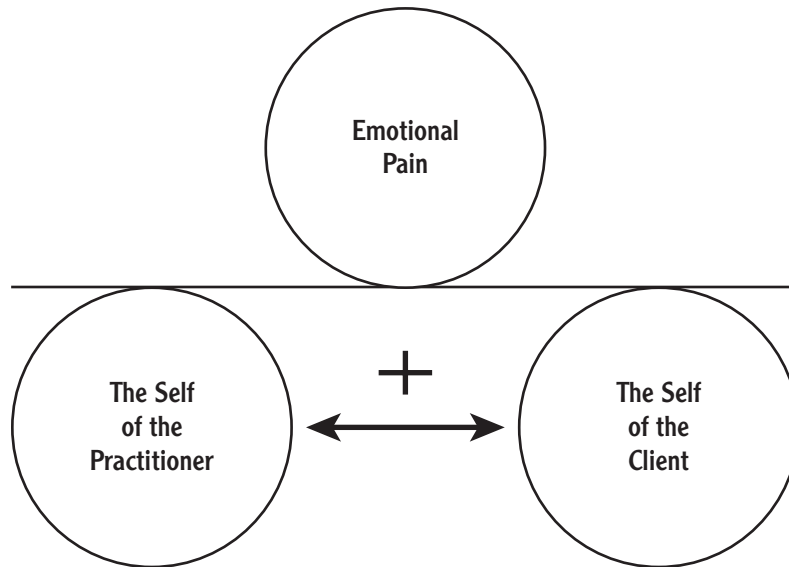 Emotional
Pain
+
The Self
of the
Practitioner
The Self
of the
Client